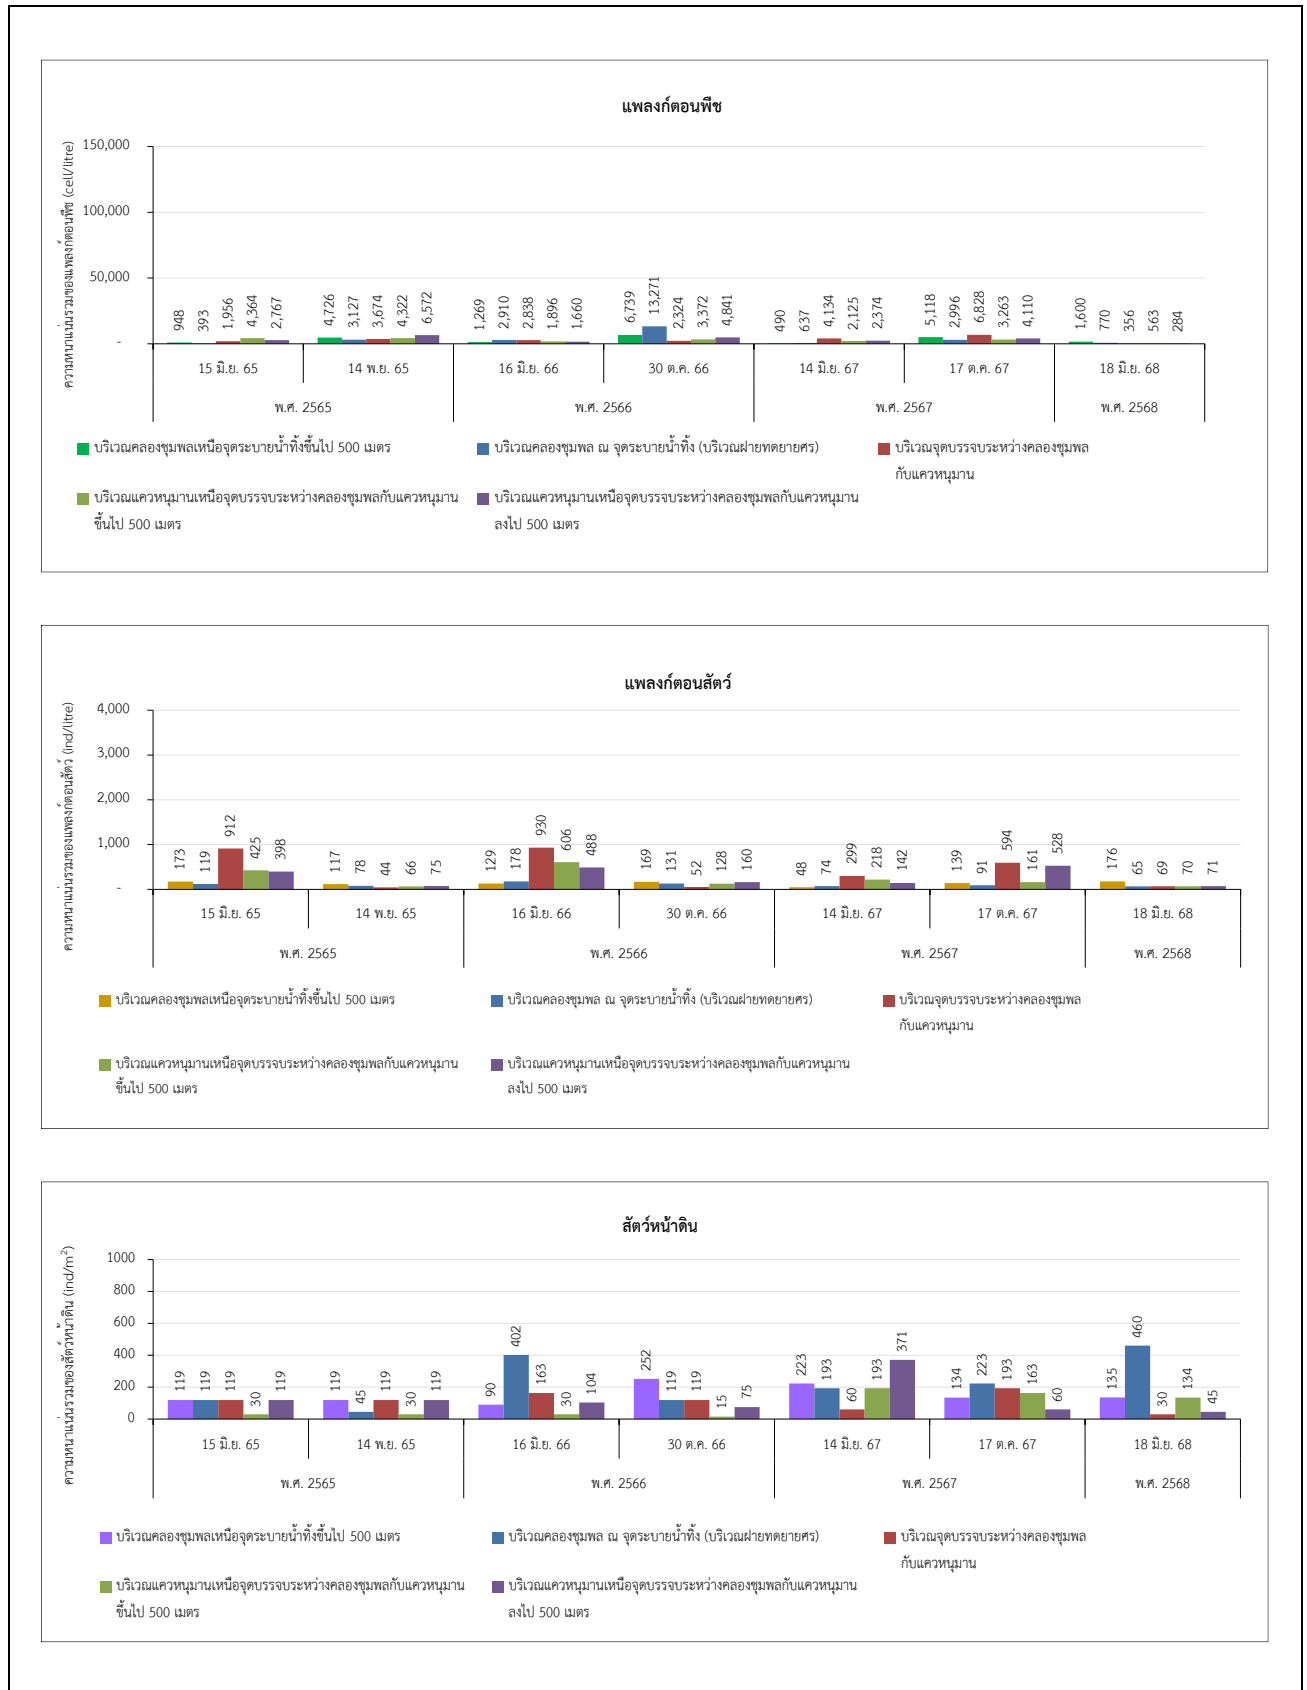 แพลงก์ตอนพืช
ความหนาแน่นรวมของแพลงก์ตอนพืช (cell/litre)
150,000
100,000
50,000
-
948 393 1,956 4,364 2,767 4,726 3,127 3,674 4,322 6,572 1,269 2,910 2,838 1,896 1,660 6,739 13,271 2,324 3,372 4,841 490 637 4,134 2,125 2,374 5,118 2,996 6,828 3,263 4,110 1,600 770 356 563 284
15 มิ.ย. 65 14 พ.ย. 65 16 มิ.ย. 66 30 ต.ค. 66 14 มิ.ย. 67 17 ต.ค. 67 18 มิ.ย. 68
พ.ศ. 2565 พ.ศ. 2566 พ.ศ. 2567 พ.ศ. 2568
บริเวณคลองชุมพลเหนือจุดระบายน้ำทิ้งขึ้นไป 500 เมตร
บริเวณคลองชุมพล ณ จุดระบายน้ำทิ้ง (บริเวณฝายทดยายศร)
บริเวณจุดบรรจบระหว่างคลองชุมพล
กับแควหนุมาน
บริเวณแควหนุมานเหนือจุดบรรจบระหว่างคลองชุมพลกับแควหนุมาน
ขึ้นไป 500 เมตร
บริเวณแควหนุมานเหนือจุดบรรจบระหว่างคลองชุมพลกับแควหนุมาน
ลงไป 500 เมตร
แพลงก์ตอนสัตว์
ความหนาแน่นรวมของแพลงก์ตอนสัตว์ (ind/litre)
4,000
3,000
2,000
1,000
-
173 119 912 425 398 117 78 44 66 75 129 178 930 606 488 169 131 52 128 160 48 74 299 218 142 139 91 594 161 528 176 65 69 70 71
15 มิ.ย. 65 14 พ.ย. 65 16 มิ.ย. 66 30 ต.ค. 66 14 มิ.ย. 67 17 ต.ค. 67 18 มิ.ย. 68
พ.ศ. 2565 พ.ศ. 2566 พ.ศ. 2567 พ.ศ. 2568
บริเวณคลองชุมพลเหนือจุดระบายน้ำทิ้งขึ้นไป 500 เมตร
บริเวณคลองชุมพล ณ จุดระบายน้ำทิ้ง (บริเวณฝายทดยายศร)
บริเวณจุดบรรจบระหว่างคลองชุมพล
กับแควหนุมาน
บริเวณแควหนุมานเหนือจุดบรรจบระหว่างคลองชุมพลกับแควหนุมาน
ขึ้นไป 500 เมตร
บริเวณแควหนุมานเหนือจุดบรรจบระหว่างคลองชุมพลกับแควหนุมาน
ลงไป 500 เมตร
สัตว์หน้าดิน
ความหนาแน่นรวมของสัตว์หน้าดิน (ind/m²)
1000
800
600
400
200
0
119 119 119 30 119 119 45 119 30 119 90 402 163 30 104 252 119 119 15 75 223 193 60 193 371 134 223 193 163 60 135 460 30 134 45
15 มิ.ย. 65 14 พ.ย. 65 16 มิ.ย. 66 30 ต.ค. 66 14 มิ.ย. 67 17 ต.ค. 67 18 มิ.ย. 68
พ.ศ. 2565 พ.ศ. 2566 พ.ศ. 2567 พ.ศ. 2568
บริเวณคลองชุมพลเหนือจุดระบายน้ำทิ้งขึ้นไป 500 เมตร
บริเวณคลองชุมพล ณ จุดระบายน้ำทิ้ง (บริเวณฝายทดยายศร)
บริเวณจุดบรรจบระหว่างคลองชุมพล
กับแควหนุมาน
บริเวณแควหนุมานเหนือจุดบรรจบระหว่างคลองชุมพลกับแควหนุมาน
ขึ้นไป 500 เมตร
บริเวณแควหนุมานเหนือจุดบรรจบระหว่างคลองชุมพลกับแควหนุมาน
ลงไป 500 เมตร